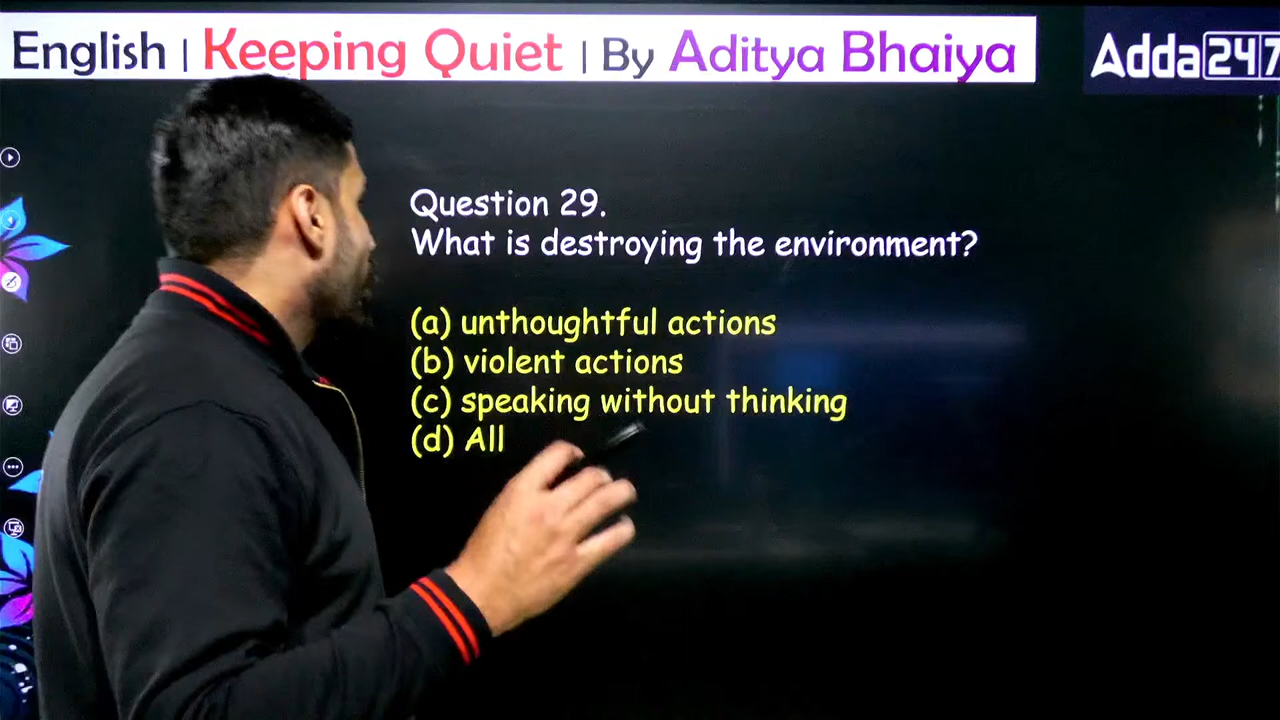 English | Keeping Quiet | By Aditya Bhaiya
Adda247
Question 29.
What is destroying the environment?
(a) unthoughtful actions
(b) violent actions
(c) speaking without thinking
(d) All